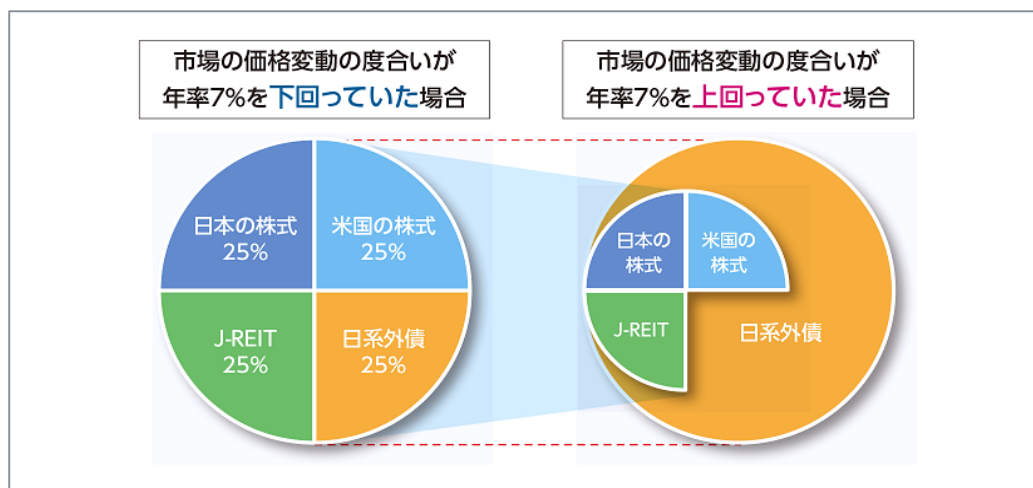 市場の価格変動の度合いが
年率7%を下回っていた場合
市場の価格変動の度合いが
年率7%を上回っていた場合
日本の株式
25%
米国の株式
25%
J-REIT
25%
日系外債
25%
日本の
株式
米国の
株式
J-REIT
日系外債